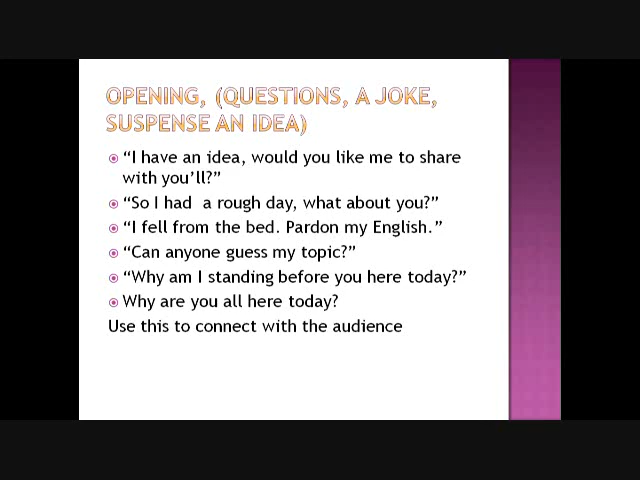 OPENING, (QUESTIONS, A JOKE,
SUSPENSE AN IDEA)
“I have an idea, would you like me to share
with you’ll?”
“So I had a rough day, what about you?”
“I fell from the bed. Pardon my English.”
“Can anyone guess my topic?”
“Why am I standing before you here today?”
Why are you all here today?
Use this to connect with the audience